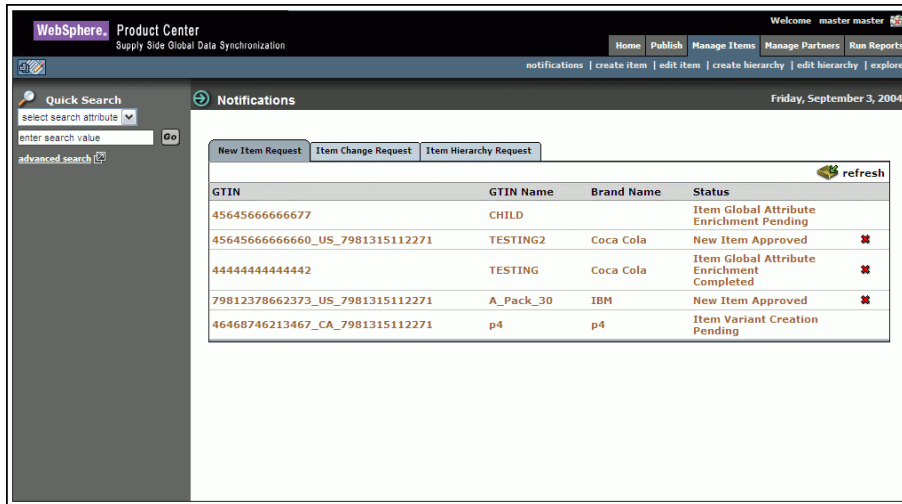 Welcome master master
WebSphere. Product Center
Supply Side Global Data Synchronization
Home Publish Manage Items Manage Partners Run Reports
notifications | create item | edit item | create hierarchy | edit hierarchy | explore
Quick Search
Notifications
Friday, September 3, 2004
select search attribute
enter search value Go
advanced search
New Item Request Item Change Request Item Hierarchy Request
refresh
GTIN GTIN Name Brand Name Status
45645666666677 CHILD Item Global Attribute
Enrichment Pending
45645666666660_US_7981315112271 TESTING2 Coca Cola New Item Approved
44444444444442 TESTING Coca Cola Item Global Attribute
Enrichment
Completed
79812378662373_US_7981315112271 A_Pack_30 IBM New Item Approved
46468746213467_CA_7981315112271 p4 p4 Item Variant Creation
Pending